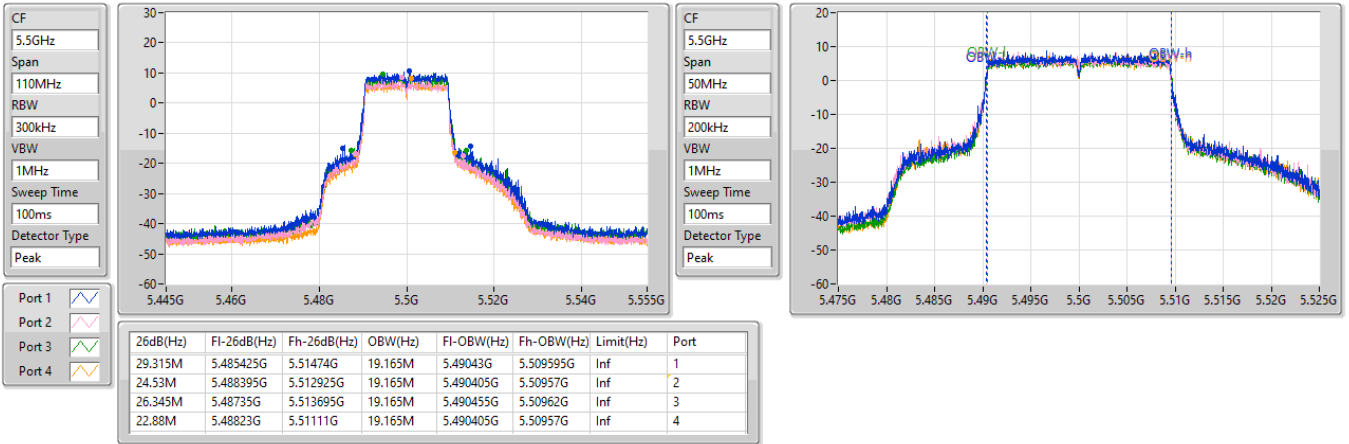 CF
5.5GHz
Span
110MHz
RBW
300kHz
VBW
1MHz
Sweep Time
100ms
Detector Type
Peak
30
20
10
0
-10
-20
-30
-40
-50
-60
5.445G 5.46G 5.48G 5.5G 5.52G 5.54G 5.555G
CF
5.5GHz
Span
50MHz
RBW
200kHz
VBW
1MHz
Sweep Time
100ms
Detector Type
Peak
20
10
0
-10
-20
-30
-40
-50
-60
OBW-l OBW-h
5.475G 5.48G 5.485G 5.49G 5.495G 5.5G 5.505G 5.51G 5.515G 5.52G 5.525G
Port 1
Port 2
Port 3
Port 4
26dB(Hz) Fl-26dB(Hz) Fh-26dB(Hz) OBW(Hz) Fl-OBW(Hz) Fh-OBW(Hz) Limit(Hz) Port
29.315M 5.485425G 5.51474G 19.165M 5.49043G 5.509595G Inf 1
24.53M 5.488395G 5.512925G 19.165M 5.490405G 5.50957G Inf 2
26.345M 5.48735G 5.513695G 19.165M 5.490455G 5.50962G Inf 3
22.88M 5.48823G 5.51111G 19.165M 5.490405G 5.50957G Inf 4